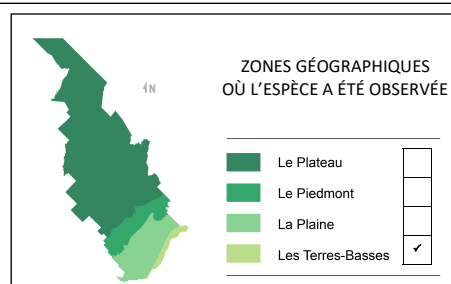 ZONES GÉOGRAPHIQUES
OÙ L'ESPÈCE A ÉTÉ OBSERVÉE
N
Le Plateau
Le Piedmont
La Plaine
Les Terres-Basses ✓